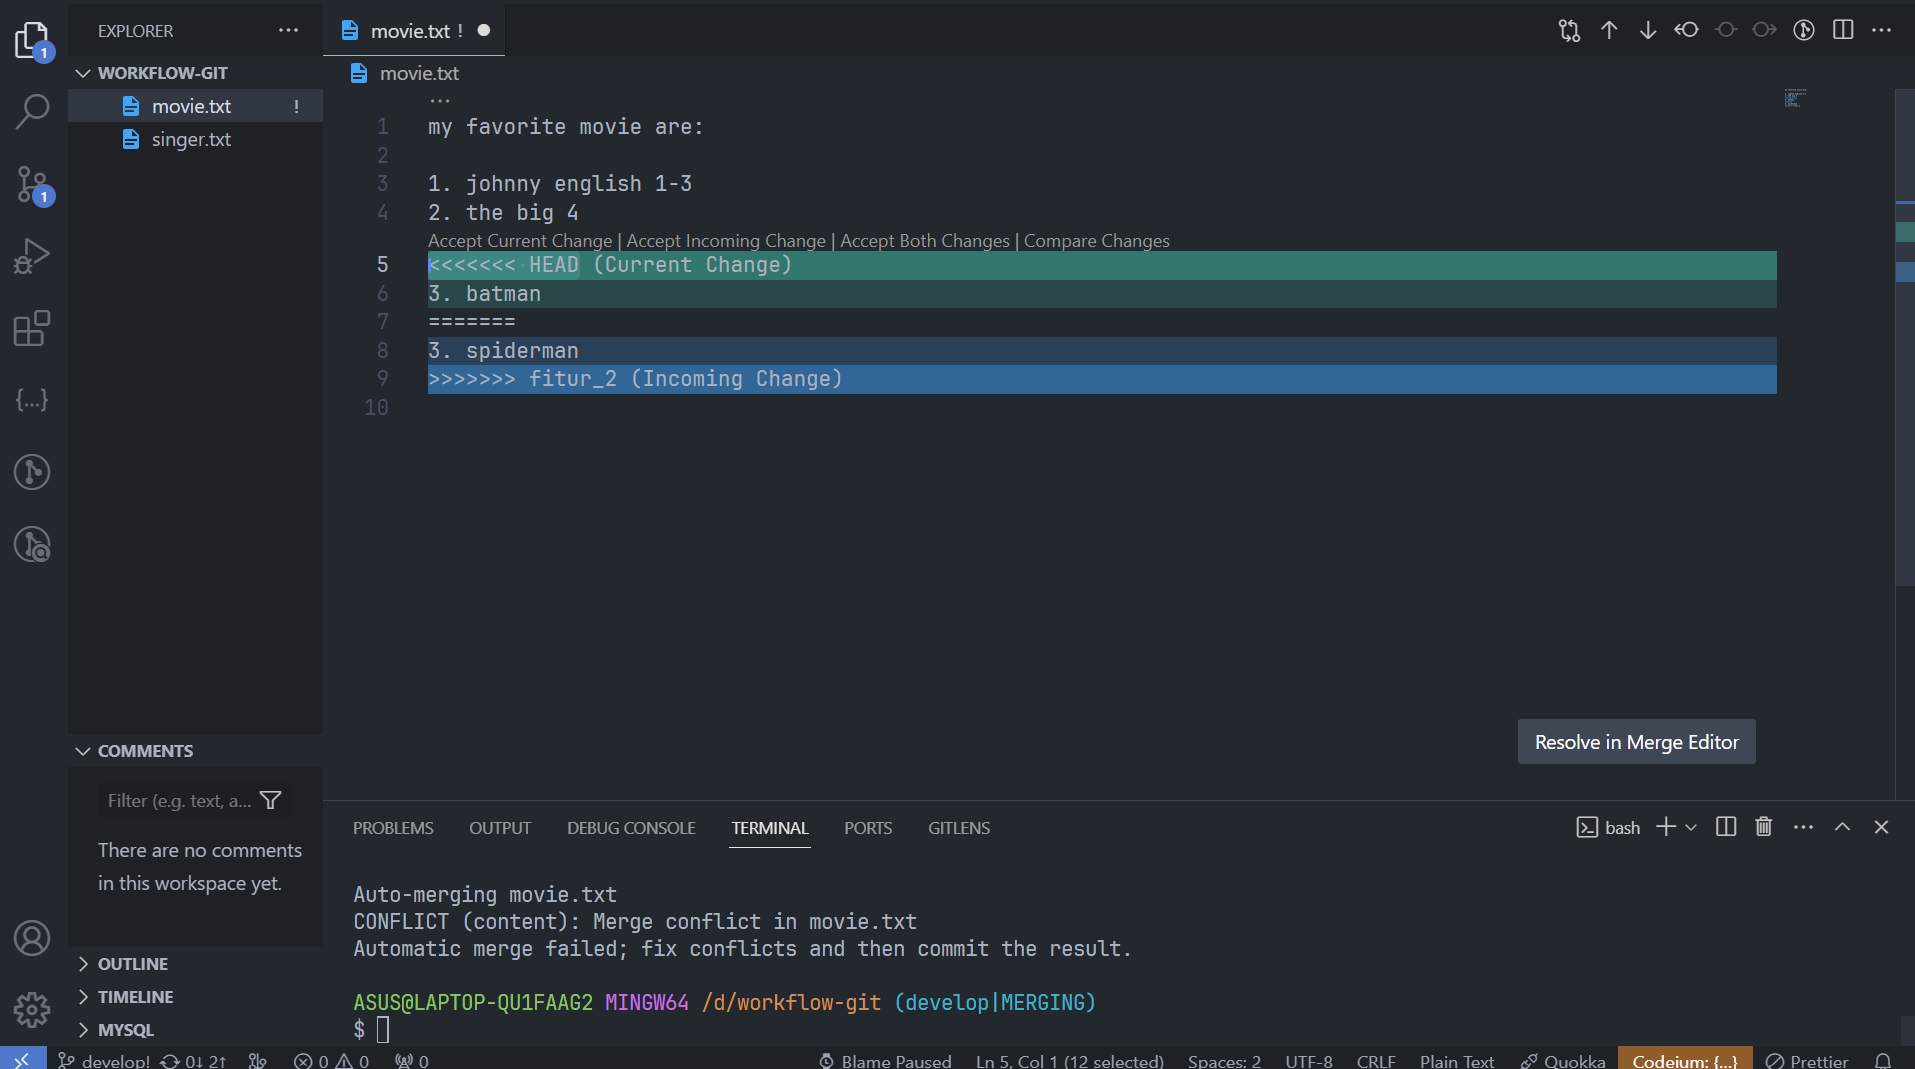 EXPLORER
WORKFLOW-GIT
movie.txt !
singer.txt
1
1
movie.txt !
movie.txt
1 my favorite movie are:
2
3 1. johnny english 1-3
4 2. the big 4
Accept Current Change | Accept Incoming Change | Accept Both Changes | Compare Changes
5 <<<<<<< HEAD (Current Change)
6 3. batman
7 =======
8 3. spiderman
9 >>>>>>> fitur_2 (Incoming Change)
10
Resolve in Merge Editor
COMMENTS
Filter (e.g. text, a...
There are no comments
in this workspace yet.
OUTLINE
TIMELINE
MYSQL
PROBLEMS OUTPUT DEBUG CONSOLE TERMINAL PORTS GITLENS
bash
Auto-merging movie.txt
CONFLICT (content): Merge conflict in movie.txt
Automatic merge failed; fix conflicts and then commit the result.
ASUS@LAPTOP-QU1FAAG2 MINGW64 /d/workflow-git (develop|MERGING)
$
develop! 0↓ 2↑ 0 0 0 Blame Paused Ln 5, Col 1 (12 selected) Spaces: 2 UTF-8 CRLF Plain Text Quokka Codeium: {...} Prettier